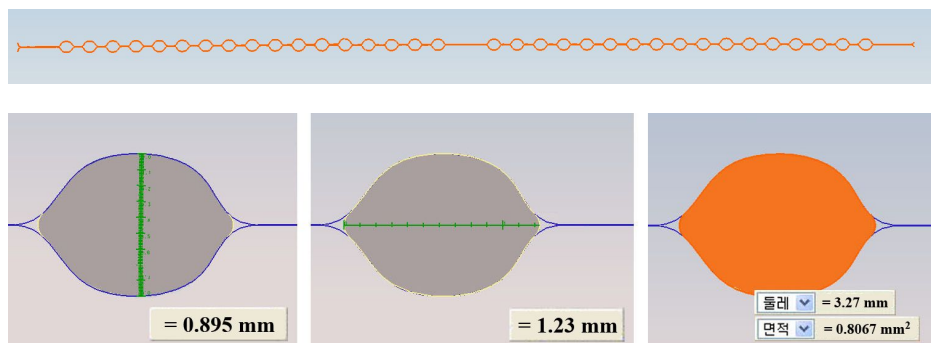 = 0.895 mm
= 1.23 mm
둘레 = 3.27 mm
면적 = 0.8067 mm²